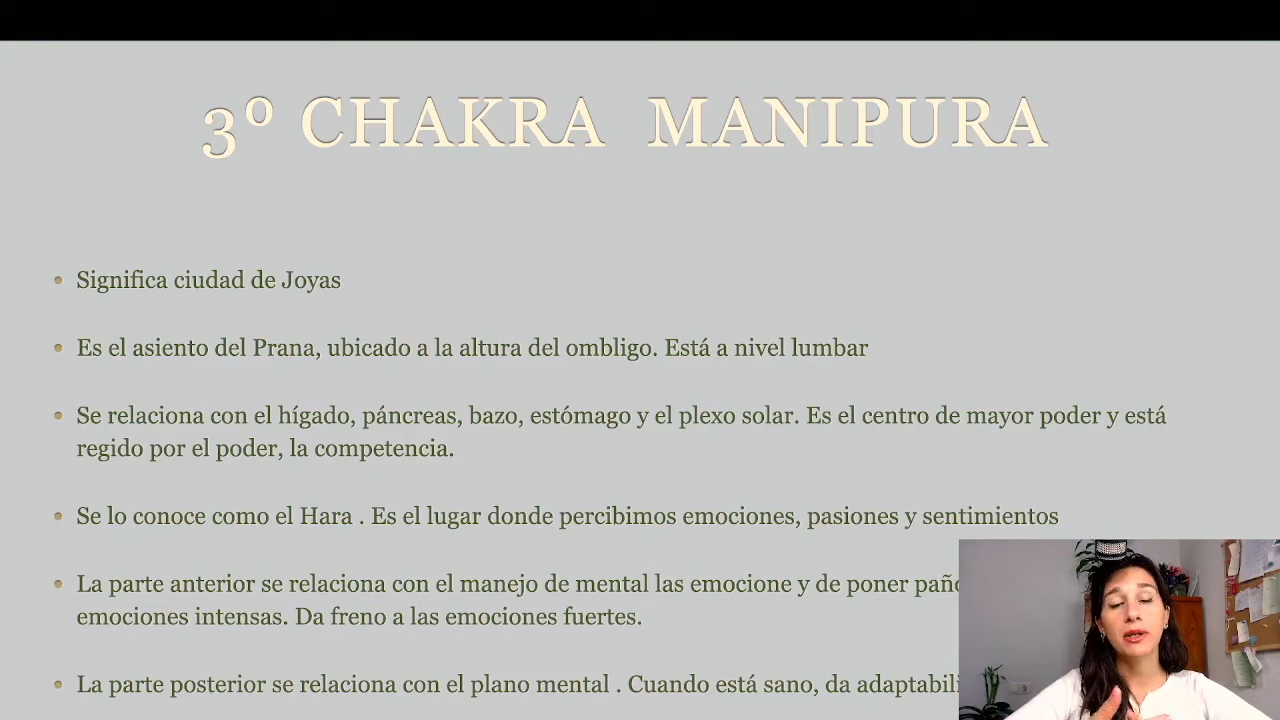 3º CHAKRA MANIPURA
• Significa ciudad de Joyas
• Es el asiento del Prana, ubicado a la altura del ombligo. Está a nivel lumbar
• Se relaciona con el hígado, páncreas, bazo, estómago y el plexo solar. Es el centro de mayor poder y está
regido por el poder, la competencia.
• Se lo conoce como el Hara . Es el lugar donde percibimos emociones, pasiones y sentimientos
• La parte anterior se relaciona con el manejo de mental las emocione y de poner
emociones intensas. Da freno a las emociones fuertes.
• La parte posterior se relaciona con el plano mental . Cuando está sano, da